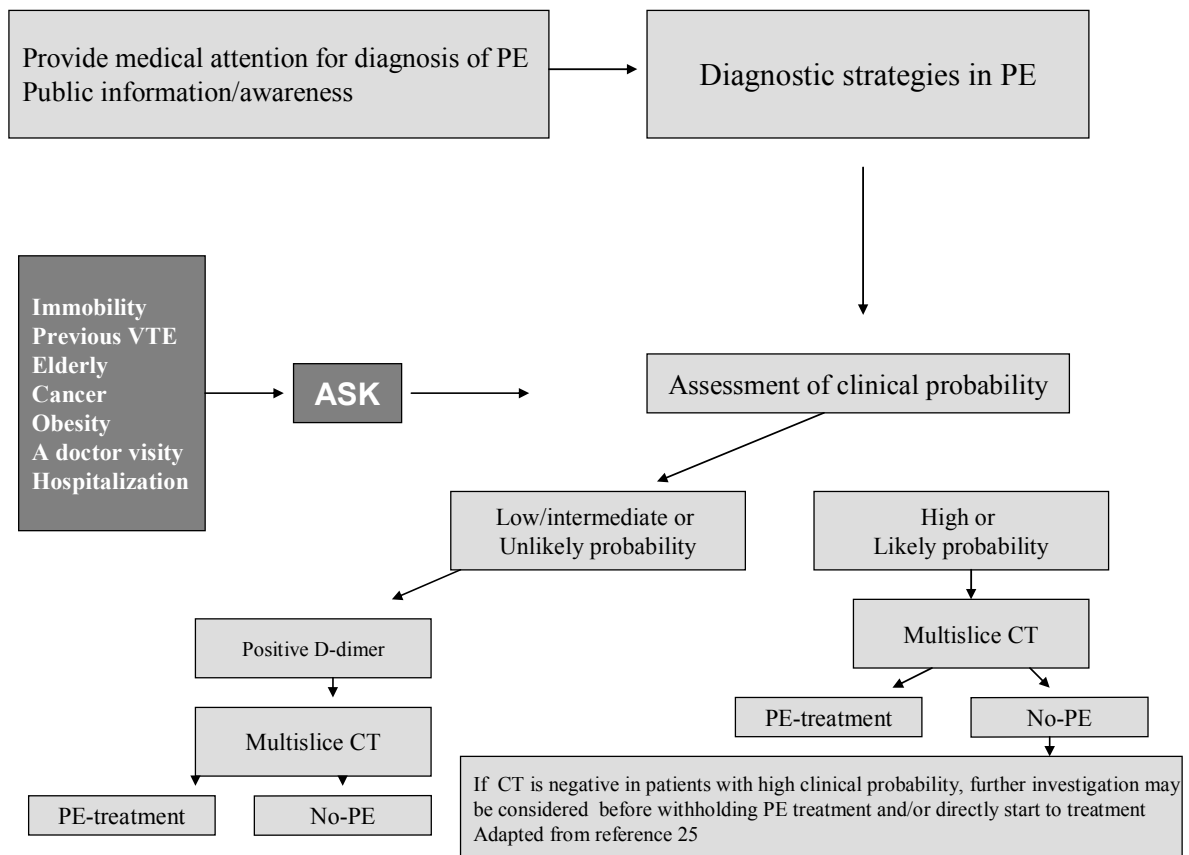 Provide medical attention for diagnosis of PE
Public information/awareness
Diagnostic strategies in PE
Immobility
Previous VTE
Elderly
Cancer
Obesity
A doctor visity
Hospitalization
ASK
Assessment of clinical probability
Low/intermediate or
Unlikely probability
High or
Likely probability
Positive D-dimer
Multislice CT
Multislice CT
PE-treatment
No-PE
PE-treatment
No-PE
If CT is negative in patients with high clinical probability, further investigation may
be considered before withholding PE treatment and/or directly start to treatment
Adapted from reference 25